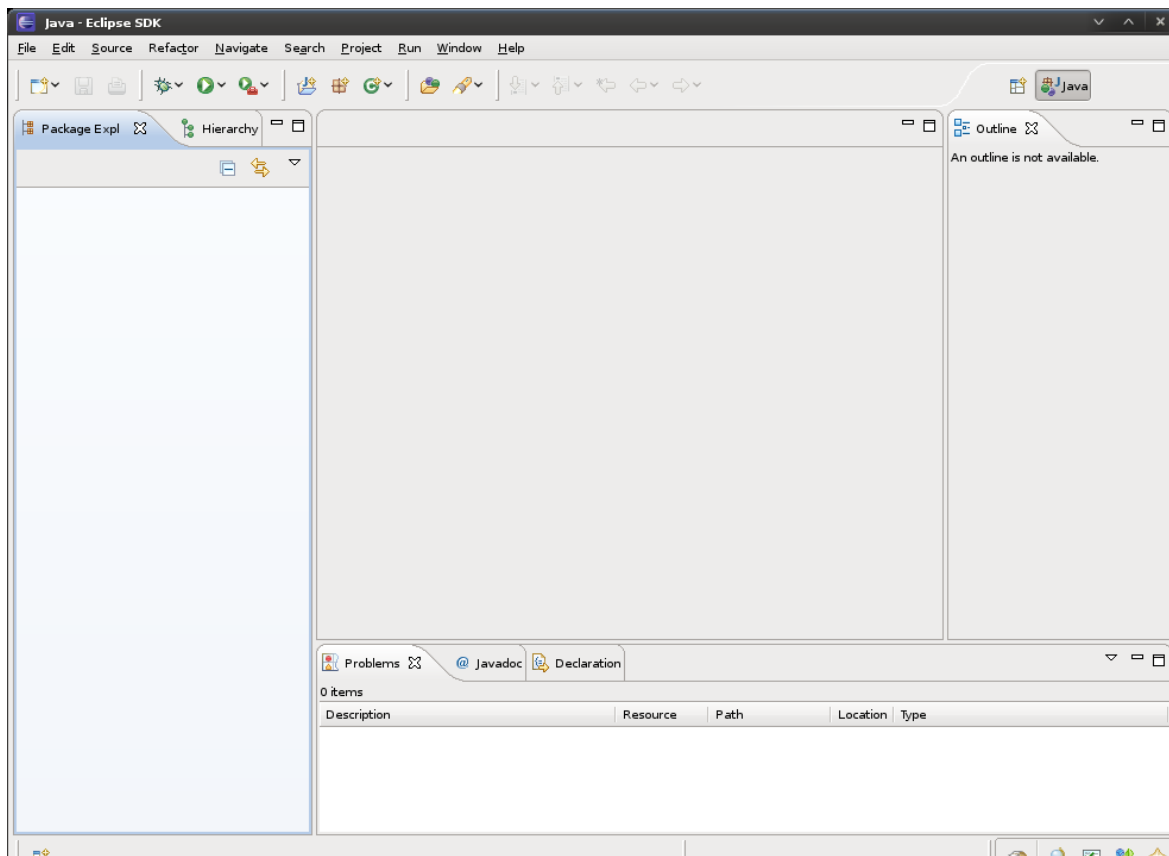 Java - Eclipse SDK
File Edit Source Refactor Navigate Search Project Run Window Help
Java
Package Expl Hierarchy
Outline
An outline is not available.
Problems @ Javadoc Declaration
0 items
Description Resource Path Location Type